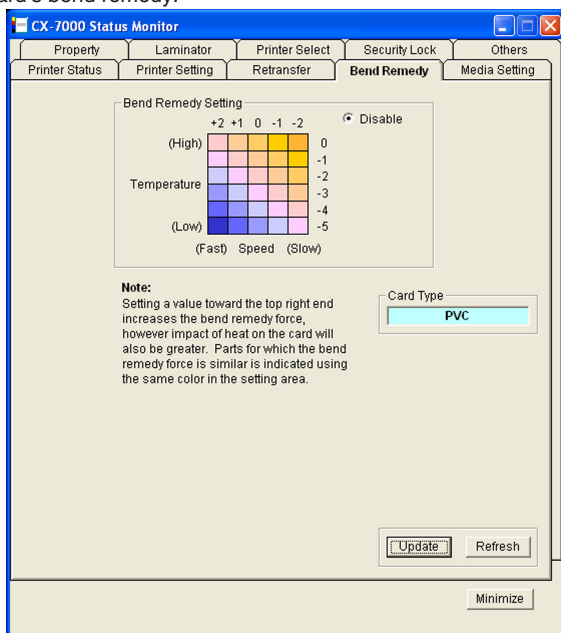 ard's bend remedy.
CX-7000 Status Monitor
Property Laminator Printer Select Security Lock Others
Printer Status Printer Setting Retransfer Bend Remedy Media Setting
Bend Remedy Setting
+2 +1 0 -1 -2
Disable
(High) 0
-1
Temperature -2
-3
-4
(Low) -5
(Fast) Speed (Slow)
Note:
Setting a value toward the top right end
increases the bend remedy force,
however impact of heat on the card will
also be greater. Parts for which the bend
remedy force is similar is indicated using
the same color in the setting area.
Card Type
PVC
Update Refresh
Minimize